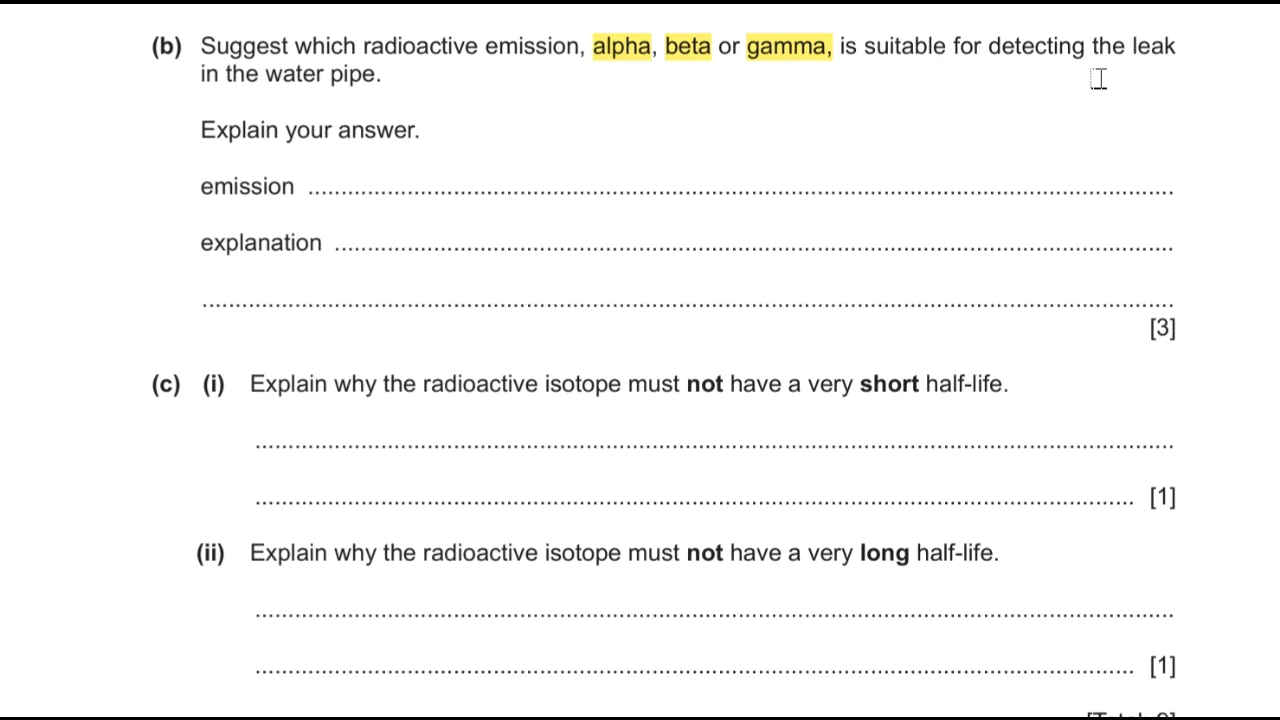 (b) Suggest which radioactive emission, alpha, beta or gamma, is suitable for detecting the leak
in the water pipe.
Explain your answer.
emission ................................................................
explanation ................................................................
................................................................
[3]
(c) (i) Explain why the radioactive isotope must not have a very short half-life.
................................................................
................................................................ [1]
(ii) Explain why the radioactive isotope must not have a very long half-life.
................................................................
................................................................ [1]